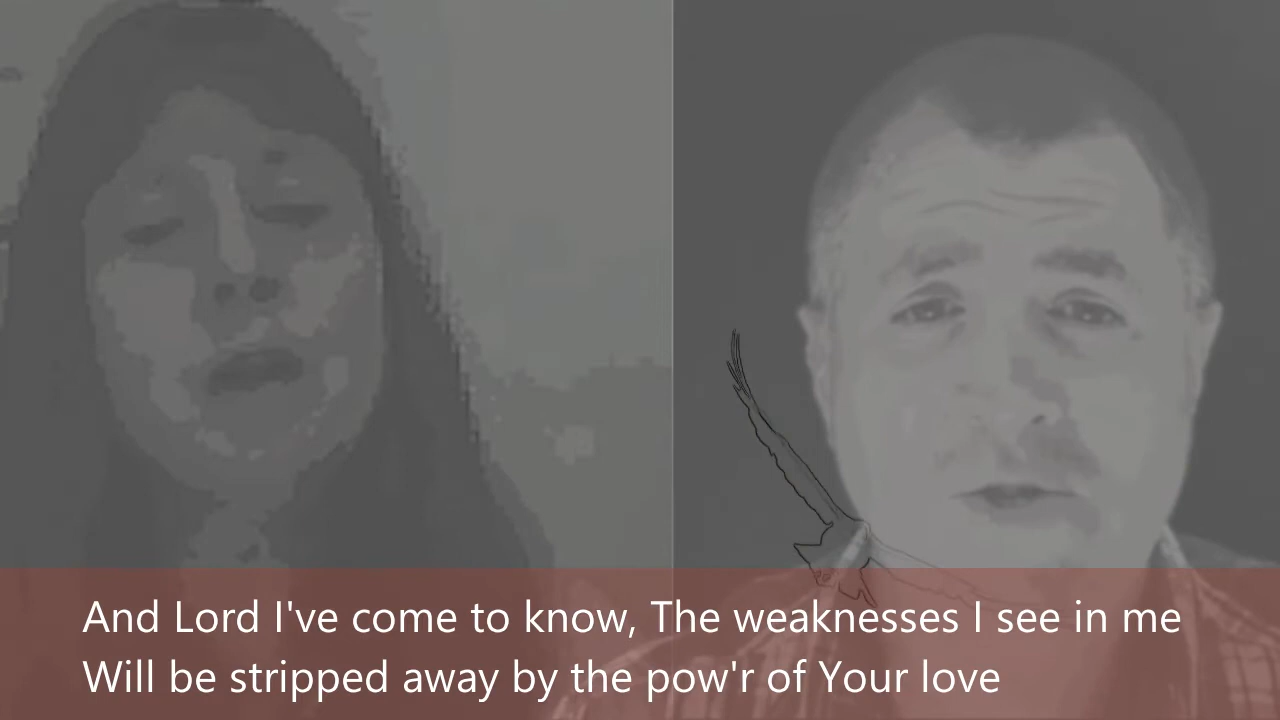 And Lord I've come to know, The weaknesses I see in me
Will be stripped away by the pow'r of Your love